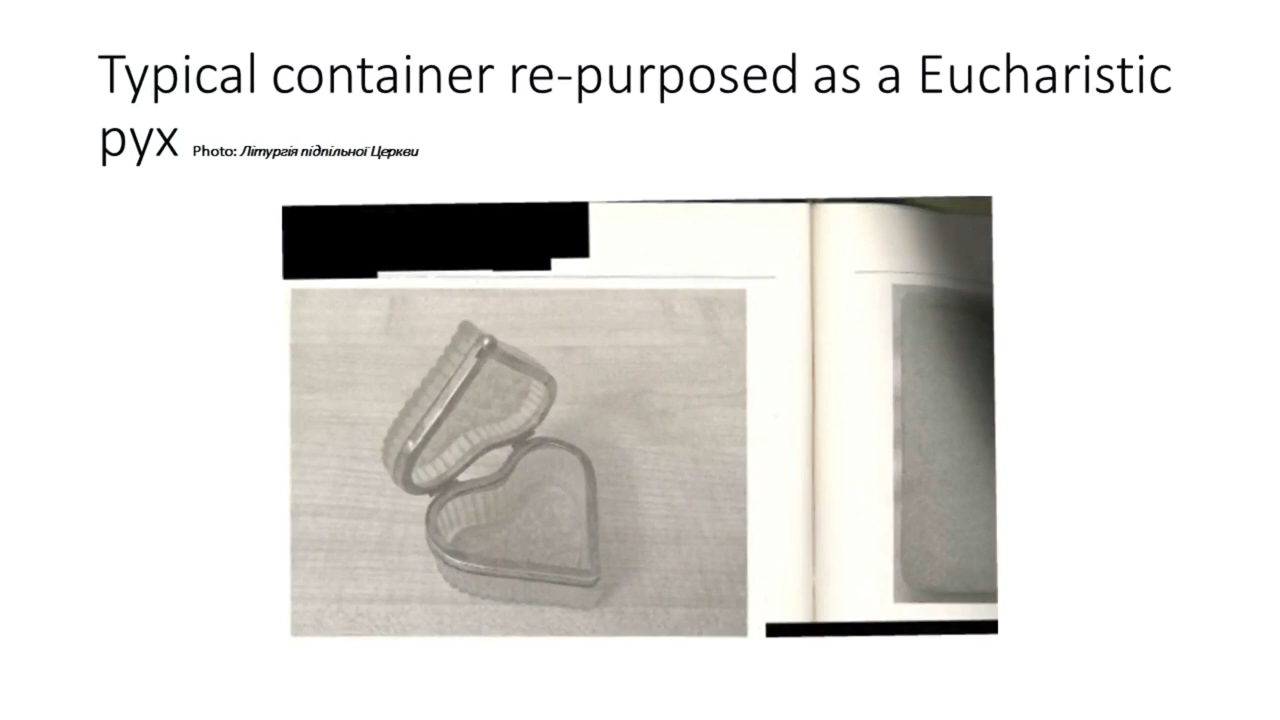 Typical container re-purposed as a Eucharistic
pyx Photo: Літургія підпільної Церкви